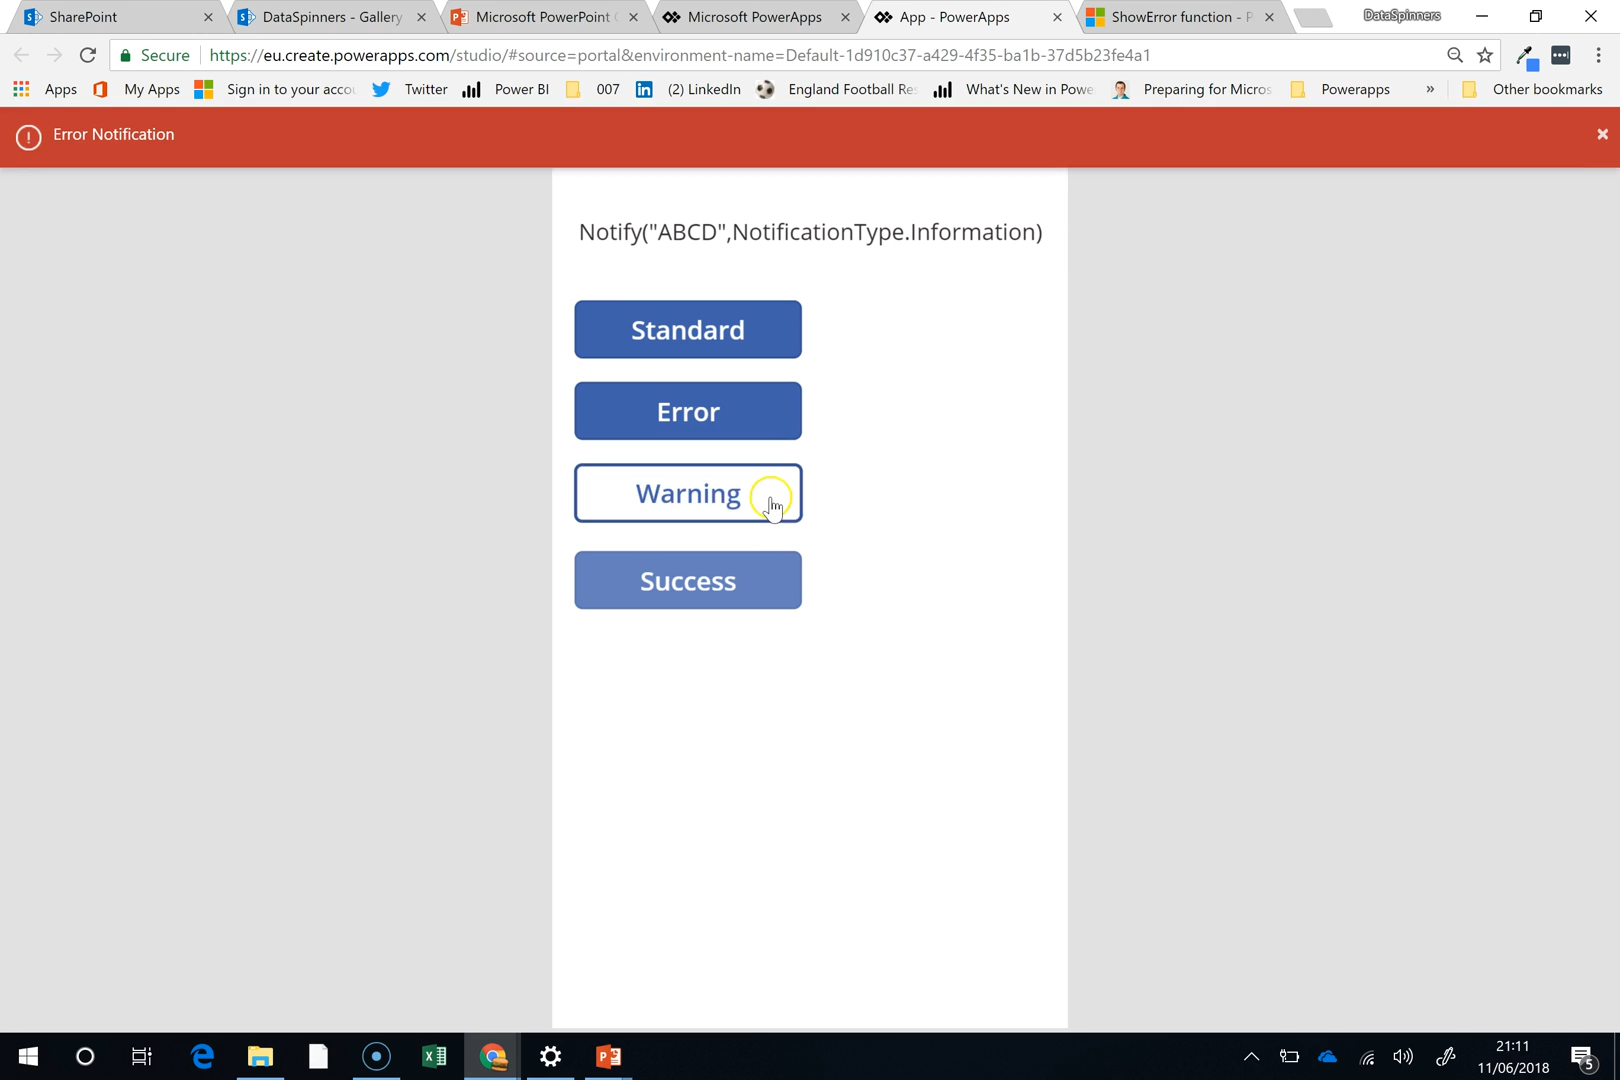 SharePoint
DataSpinners - Gallery
Microsoft PowerPoint
Microsoft PowerApps
App - PowerApps
ShowError function - P
DataSpinners
Secure
https://eu.create.powerapps.com/studio/#source=portal&environment-name=Default-1d910c37-a429-4f35-ba1b-37d5b23fe4a1
Apps
My Apps
Sign in to your accou
Twitter
Power BI
007
(2) LinkedIn
England Football Res
What's New in Powe
Preparing for Micros
Powerapps
»
Other bookmarks
Error Notification
Notify("ABCD",NotificationType.Information)
Standard
Error
Warning
Success
21:11
11/06/2018
5